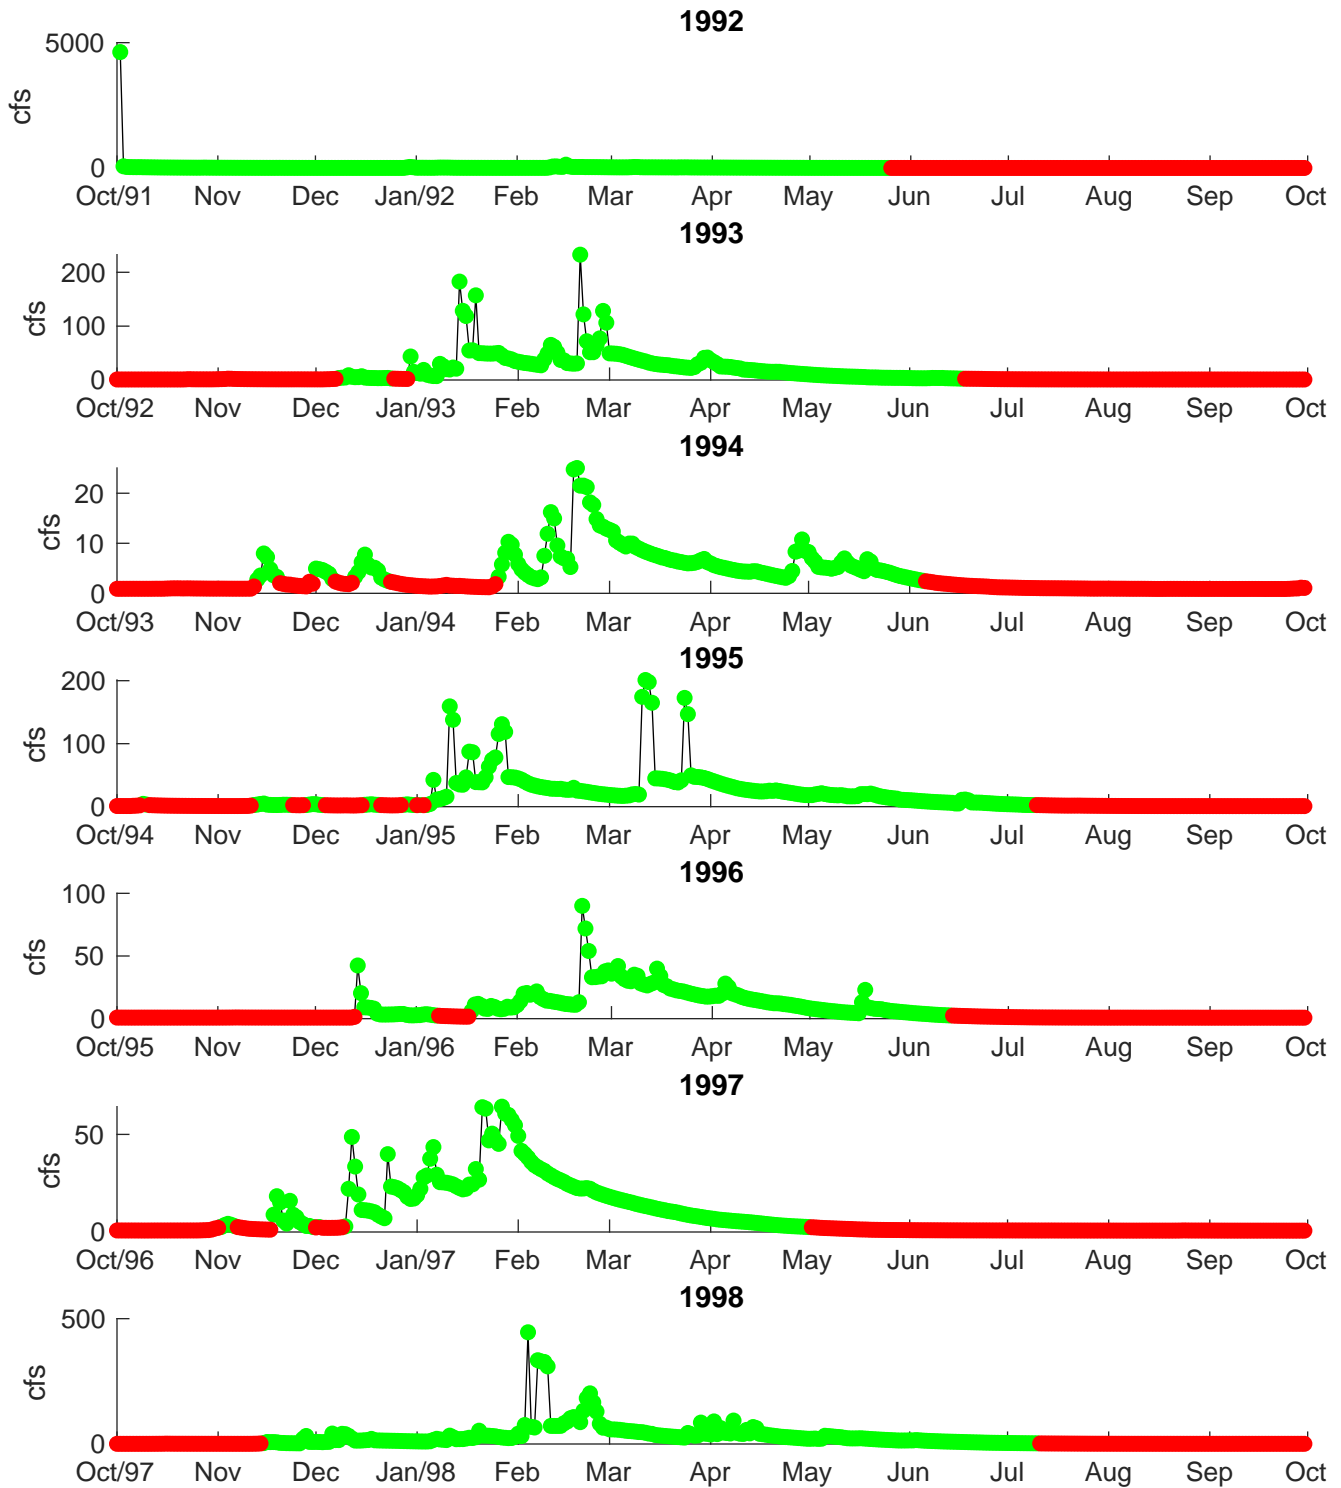 1992
5000
cfs
0
Oct/91 Nov Dec Jan/92 Feb Mar Apr May Jun Jul Aug Sep Oct
1993
200
cfs
100
0
Oct/92 Nov Dec Jan/93 Feb Mar Apr May Jun Jul Aug Sep Oct
1994
20
cfs
10
0
Oct/93 Nov Dec Jan/94 Feb Mar Apr May Jun Jul Aug Sep Oct
1995
200
cfs
100
0
Oct/94 Nov Dec Jan/95 Feb Mar Apr May Jun Jul Aug Sep Oct
1996
100
cfs
50
0
Oct/95 Nov Dec Jan/96 Feb Mar Apr May Jun Jul Aug Sep Oct
1997
50
cfs
0
Oct/96 Nov Dec Jan/97 Feb Mar Apr May Jun Jul Aug Sep Oct
1998
500
cfs
0
Oct/97 Nov Dec Jan/98 Feb Mar Apr May Jun Jul Aug Sep Oct